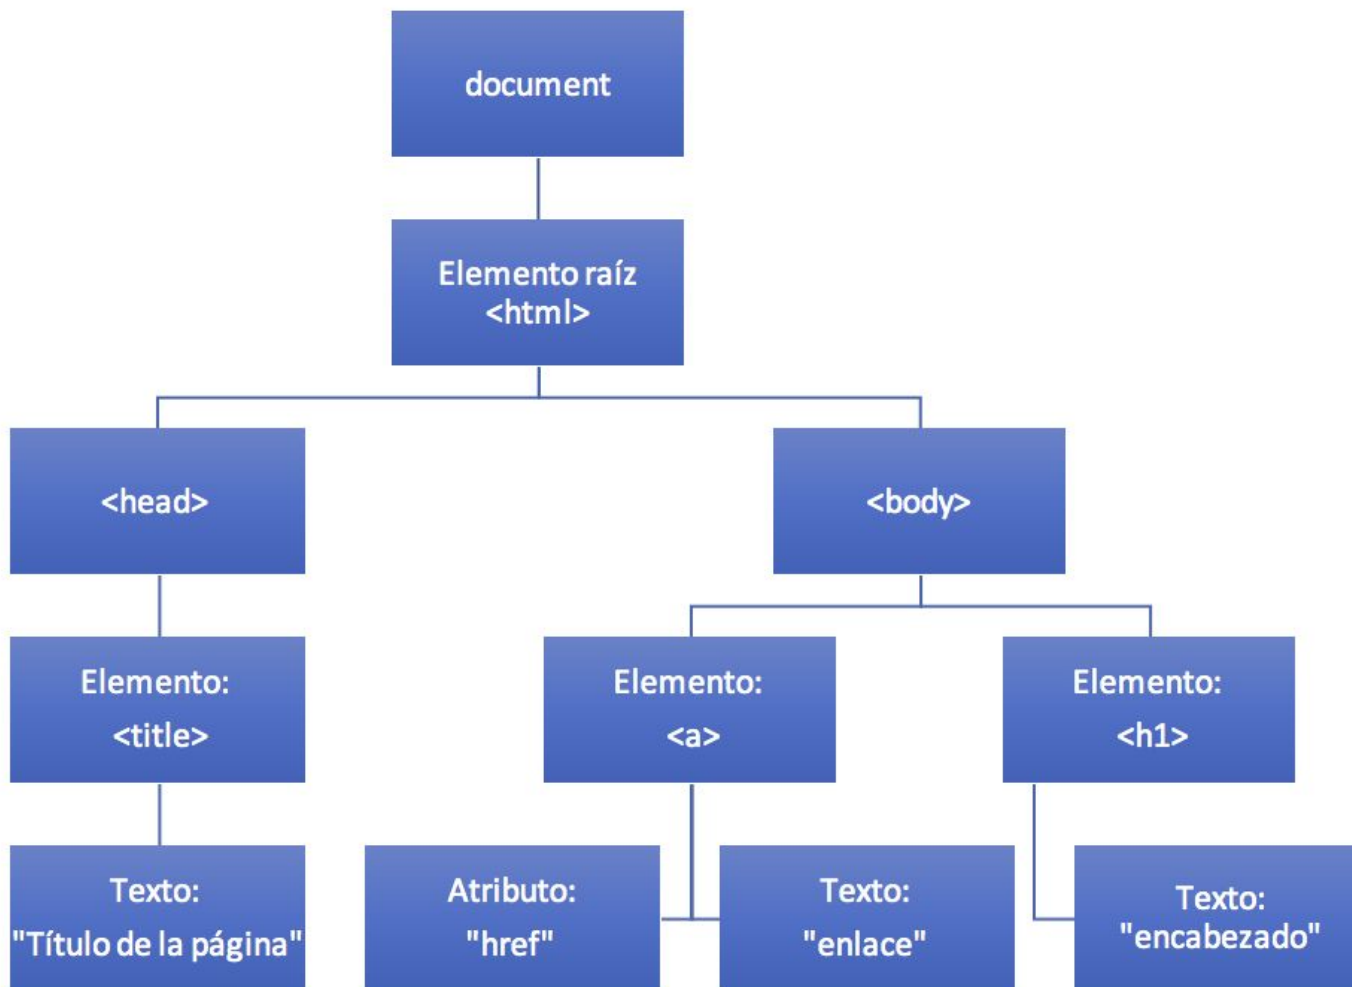 document
Elemento raíz
<html>
<head>
<body>
Elemento:
<title>
Elemento:
<a>
Elemento:
<h1>
Texto:
"Título de la página"
Atributo:
"href"
Texto:
"enlace"
Texto:
"encabezado"